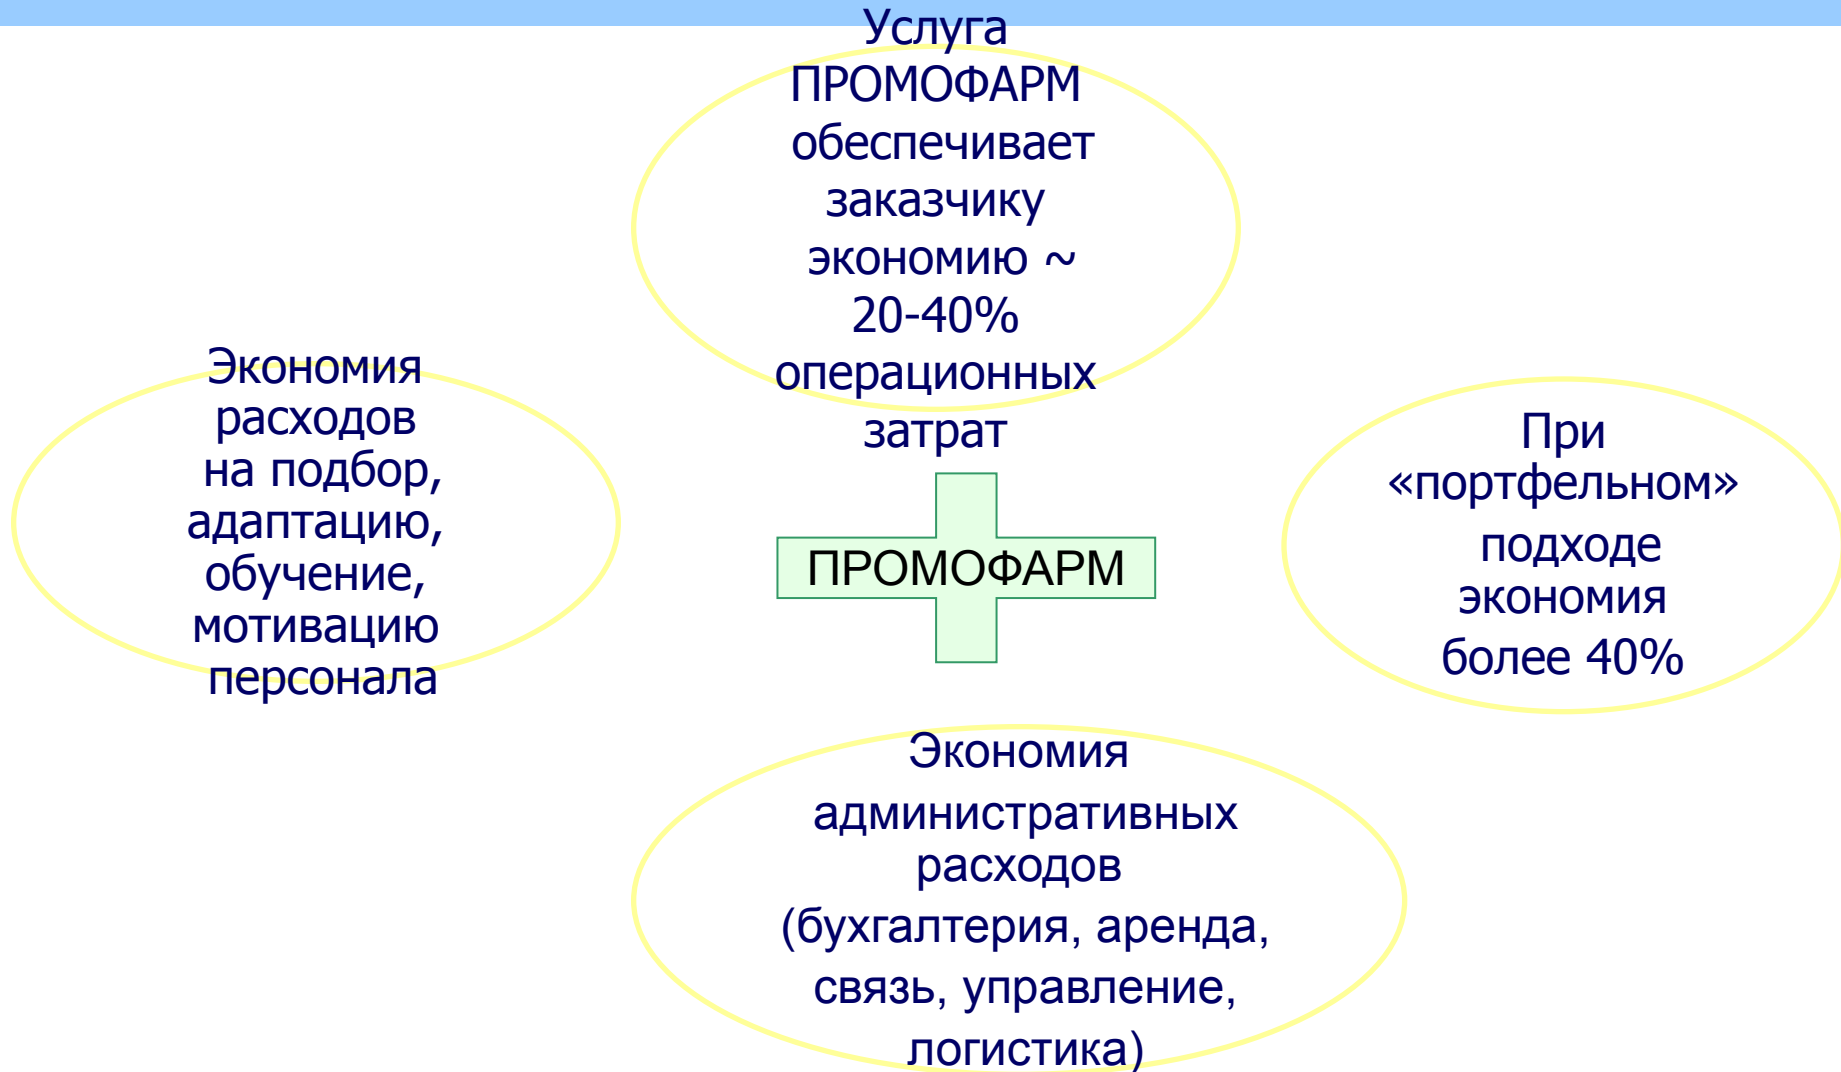 Услуга
ПРОМОФАРМ
обеспечивает
заказчику
экономию ~
20-40%
операционных
затрат
Экономия
расходов
на подбор,
адаптацию,
обучение,
мотивацию
персонала
ПРОМОФАРМ
При
«портфельном»
подходе
экономия
более 40%
Экономия
административных
расходов
(бухгалтерия, аренда,
связь, управление,
логистика)